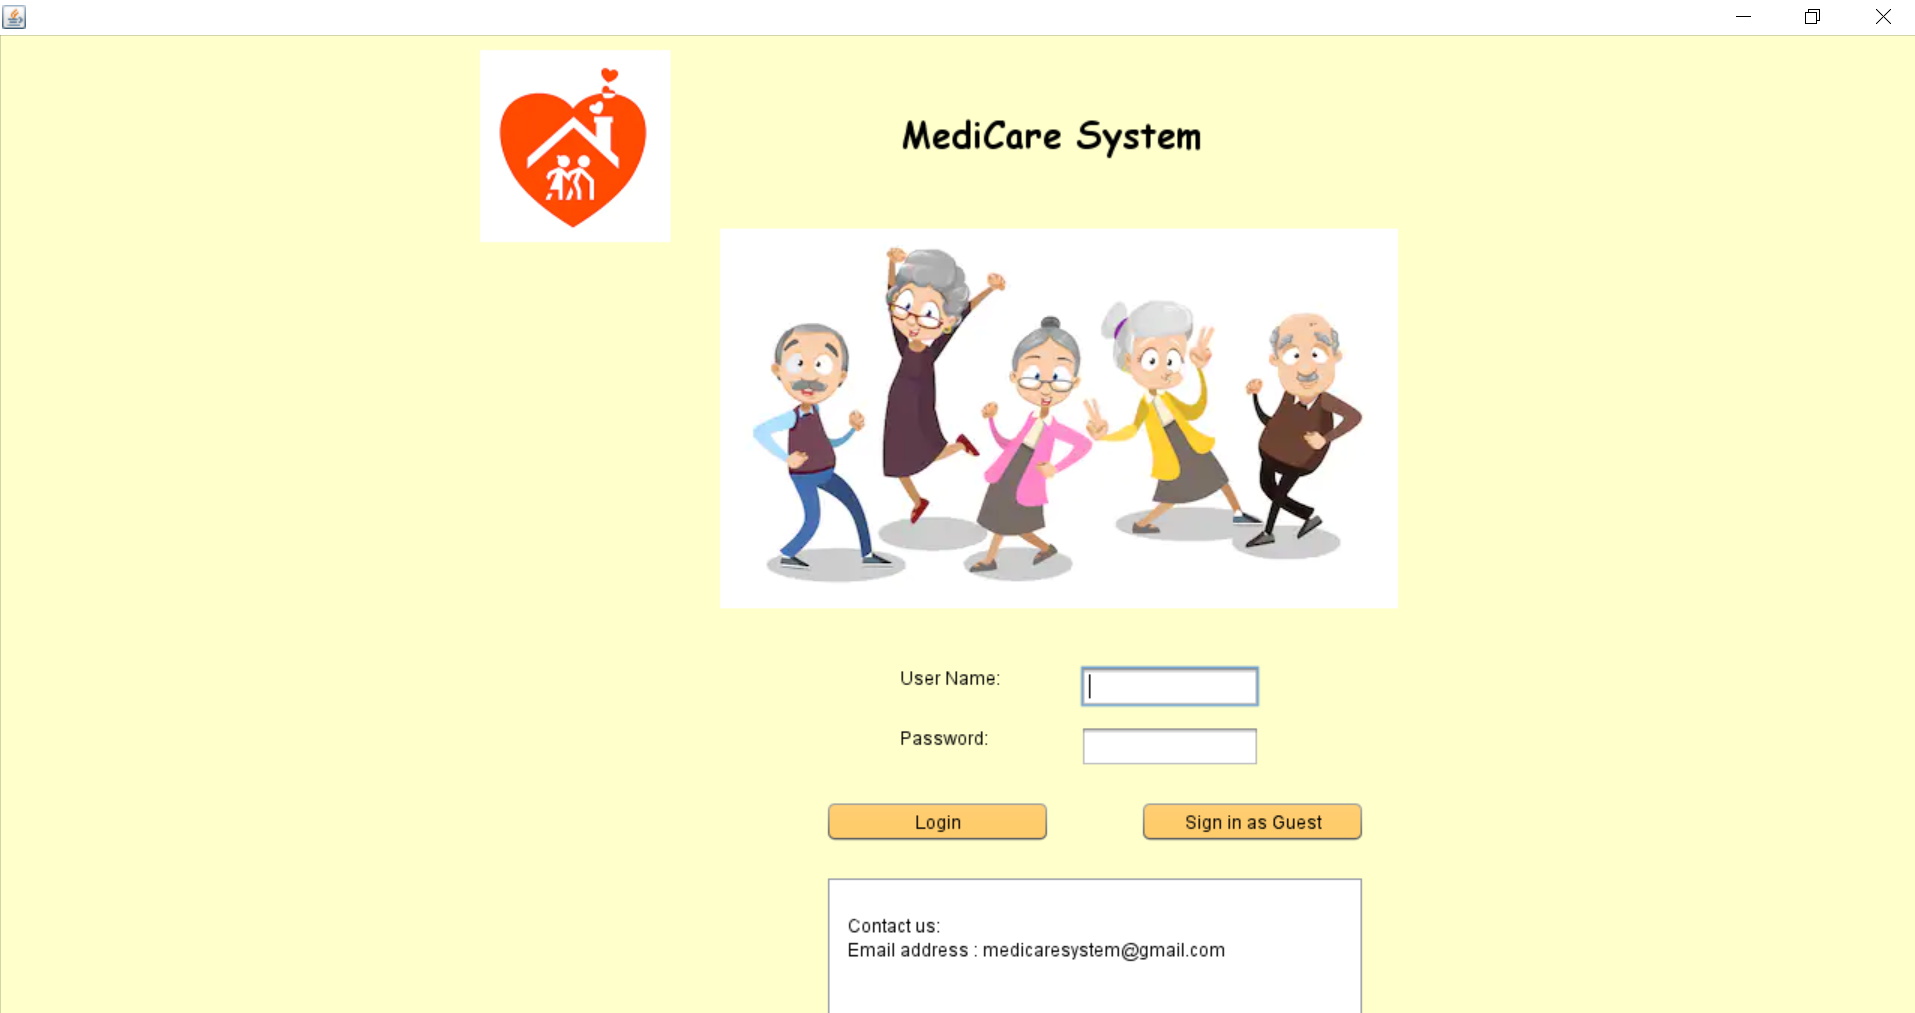 MediCare System
User Name:
Password:
Login
Sign in as Guest
Contact us:
Email address : medicaresystem@gmail.com